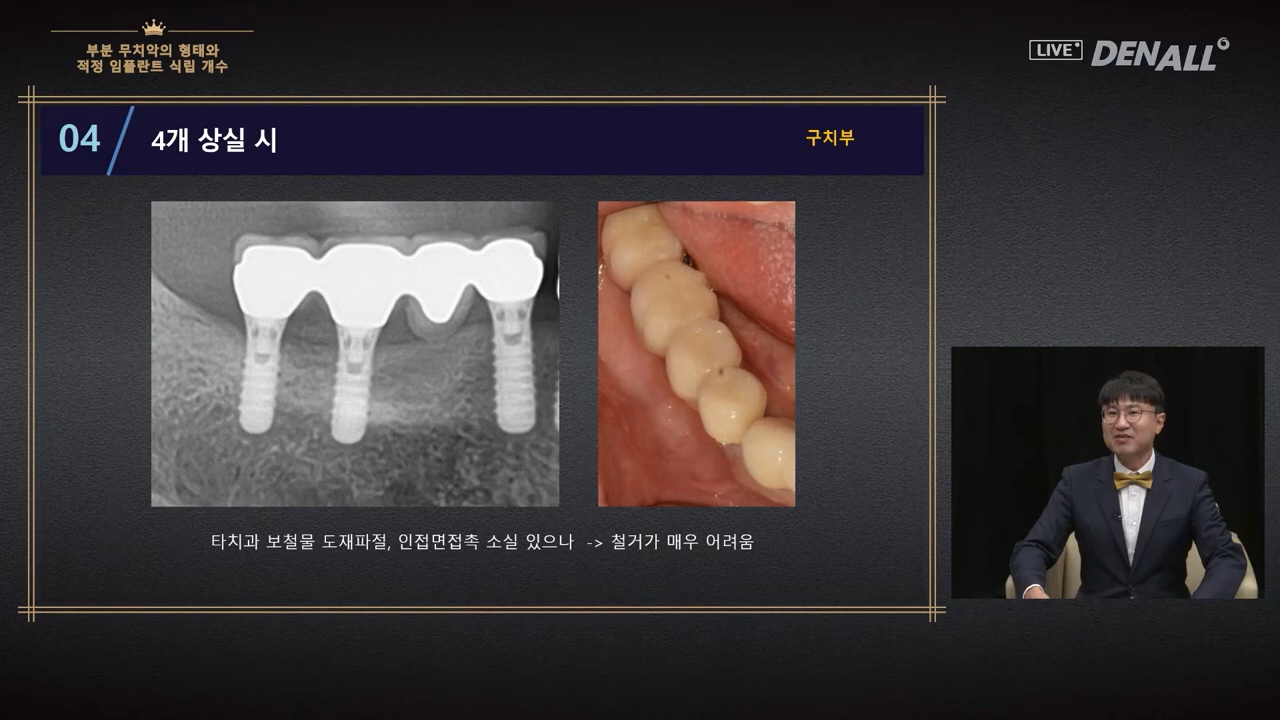 부분 무치악의 형태와
적정 임플란트 식립 개수
LIVE
DENALL
04
4개 상실 시
구치부
타치과 보철물 도재파절, 인접면접촉 소실 있으나 -> 철거가 매우 어려움